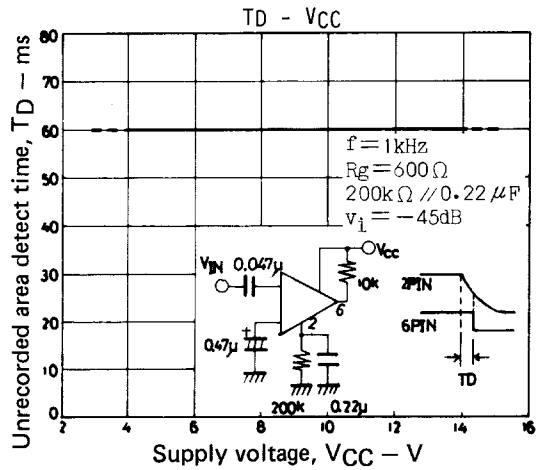 TD - VCC
Unrecorded area detect time, TD – ms
80
70
60
50
40
30
20
10
0
f=1kHz
Rg=600Ω
200kΩ//0.22μF
vi=-45dB
VIN
0.047μ
VCC
10k
6
2
+
0.47μ
200k
0.22μ
2PIN
6PIN
TD
2
4
6
8
10
12
14
16
Supply voltage, VCC – V